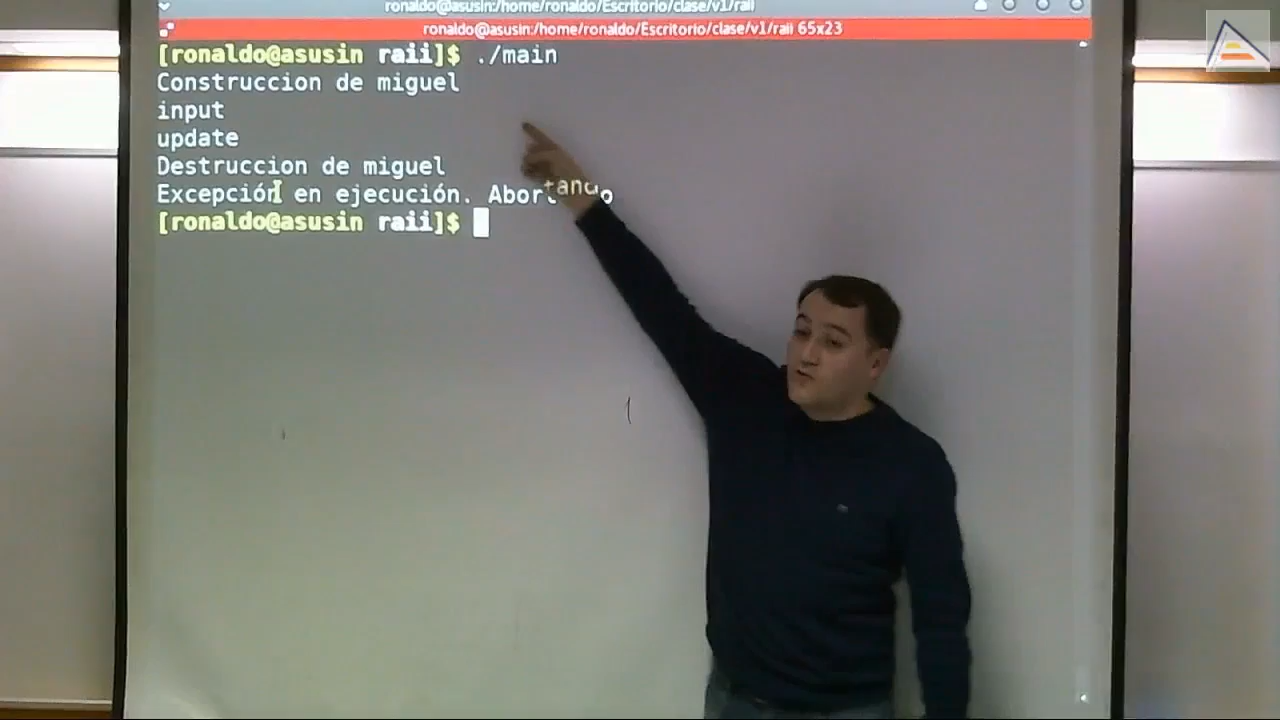 ronaldo@asusin:/home/ronaldo/Escritorio/clase/v1/raii
ronaldo@asusin:/home/ronaldo/Escritorio/clase/v1/raii 65x23
[ronaldo@asusin raii]$ ./main
Construccion de miguel
input
update
Destruccion de miguel
Excepción en ejecución. Abortando
[ronaldo@asusin raii]$